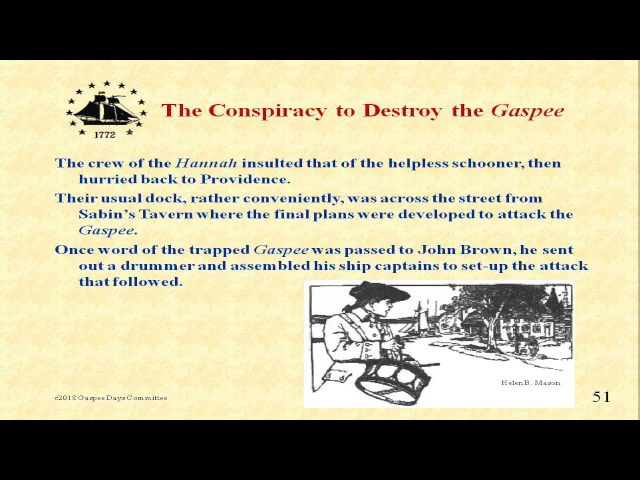 The Conspiracy to Destroy the Gaspee
1772
The crew of the Hannah insulted that of the helpless schooner, then
hurried back to Providence.
Their usual dock, rather conveniently, was across the street from
Sabin's Tavern where the final plans were developed to attack the
Gaspee.
Once word of the trapped Gaspee was passed to John Brown, he sent
out a drummer and assembled his ship captains to set-up the attack
that followed.
Helen B. Mason
c2018 Gaspee Days Committee
51